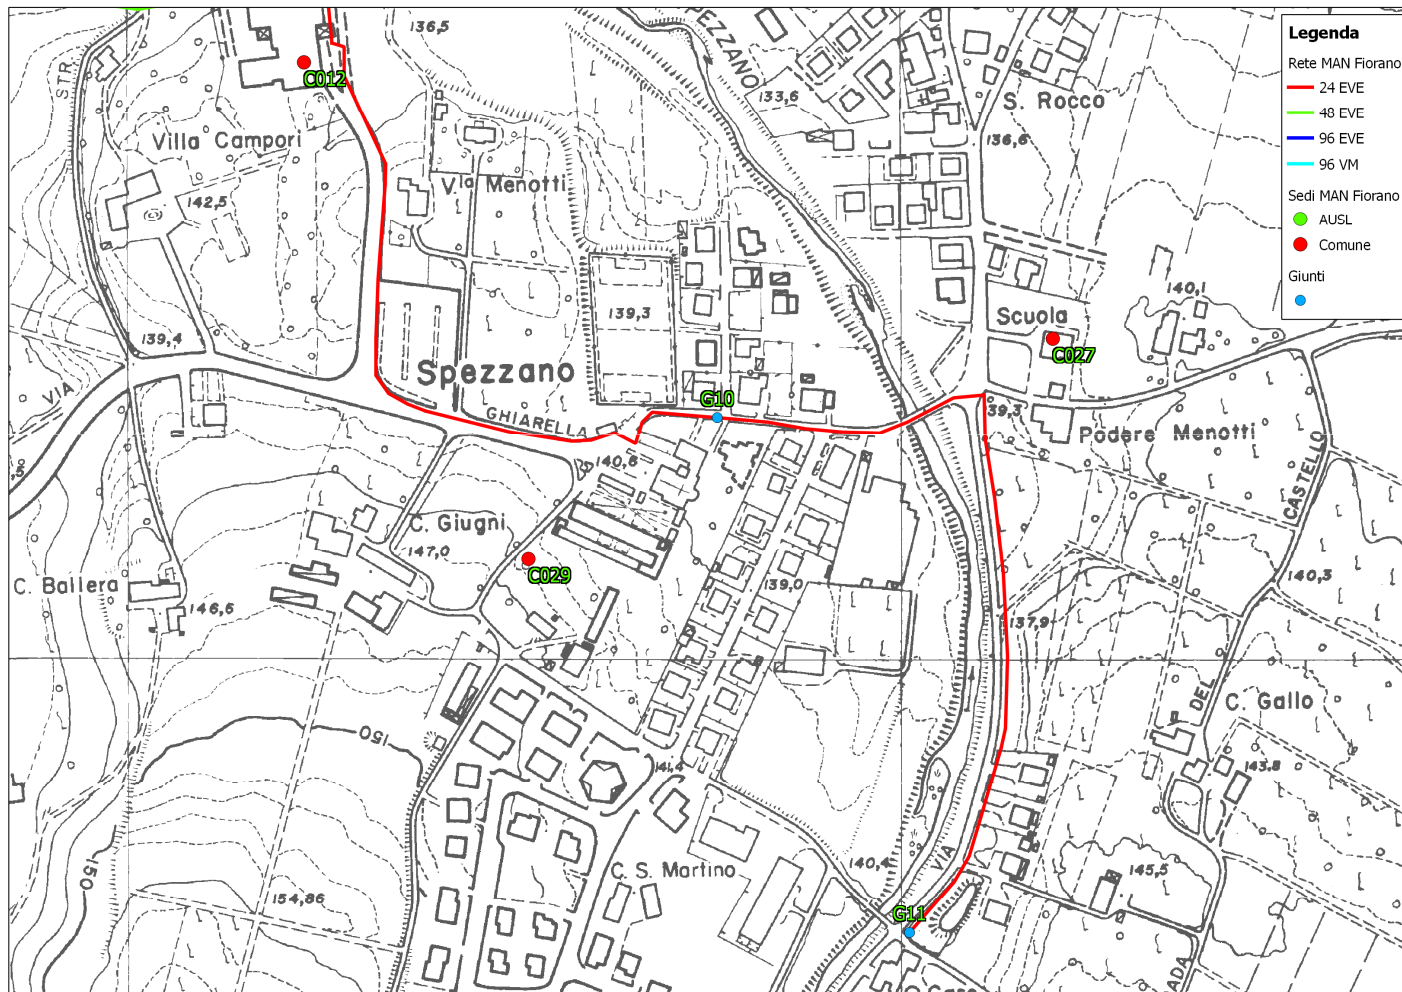 136,5
SPEZZANO
133,6
S. Rocco
136,6
STR.
C012
Villa Campori
142,5
Vla Menotti
139,4
VIA
139,3
Spezzano
GHIARELLA
G10
Scuola
C027
140,1
39,3
Podere Menotti
CASTELLO
140,8
C. Giugni
147,0
C029
139,0
C. Ballera
146,6
137,9
140,3
DEL
C. Gallo
150
141,4
143,8
VIA
140,4
145,5
150
C. S. Martino
154,86
G11
Legenda
Rete MAN Fiorano
24 EVE
48 EVE
96 EVE
96 VM
Sedi MAN Fiorano
AUSL
Comune
Giunti